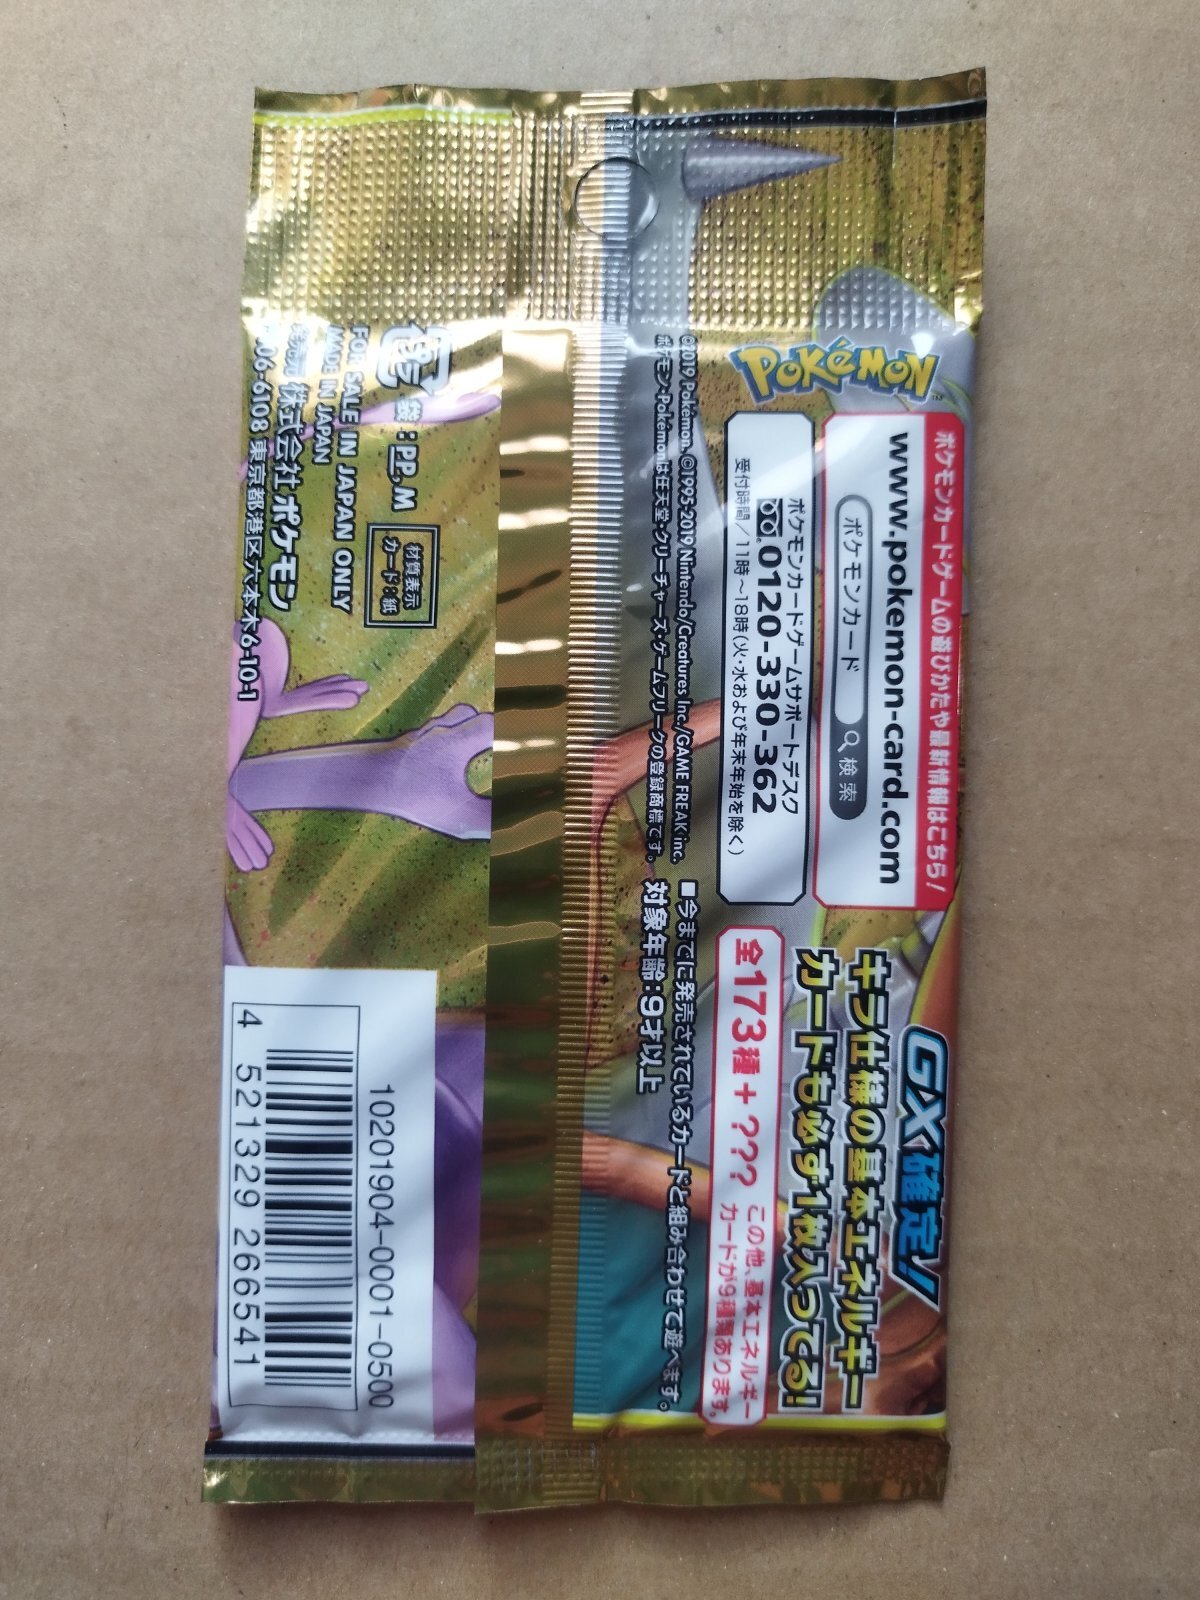 Pokémon
ポケモンカードゲームの遊びかたや最新情報はこちら!
www.pokemon-card.com
ポケモンカード 検索
ポケモンカードゲームサポートデスク
0120-330-362
受付時間／11時～18時(火・水および年末年始を除く)
©2019 Pokémon. ©1995-2019 Nintendo/Creatures Inc./GAME FREAK inc.
ポケモン・Pokémonは任天堂・クリーチャーズ・ゲームフリークの登録商標です。
GX確定!
キラ仕様の基本エネルギー
カードも必ず1枚入ってる!
全173種+???
この他、基本エネルギー
カードが9種類あります。
■今までに発売されているカードと組み合わせて遊べます。
対象年齢:9才以上
プラ
袋:PP,M
材質表示
カード:紙
FOR SALE IN JAPAN ONLY
MADE IN JAPAN
発売元 株式会社ポケモン
106-6108 東京都港区六本木6-10-1
10201904-0001-0500
4 521329 266541